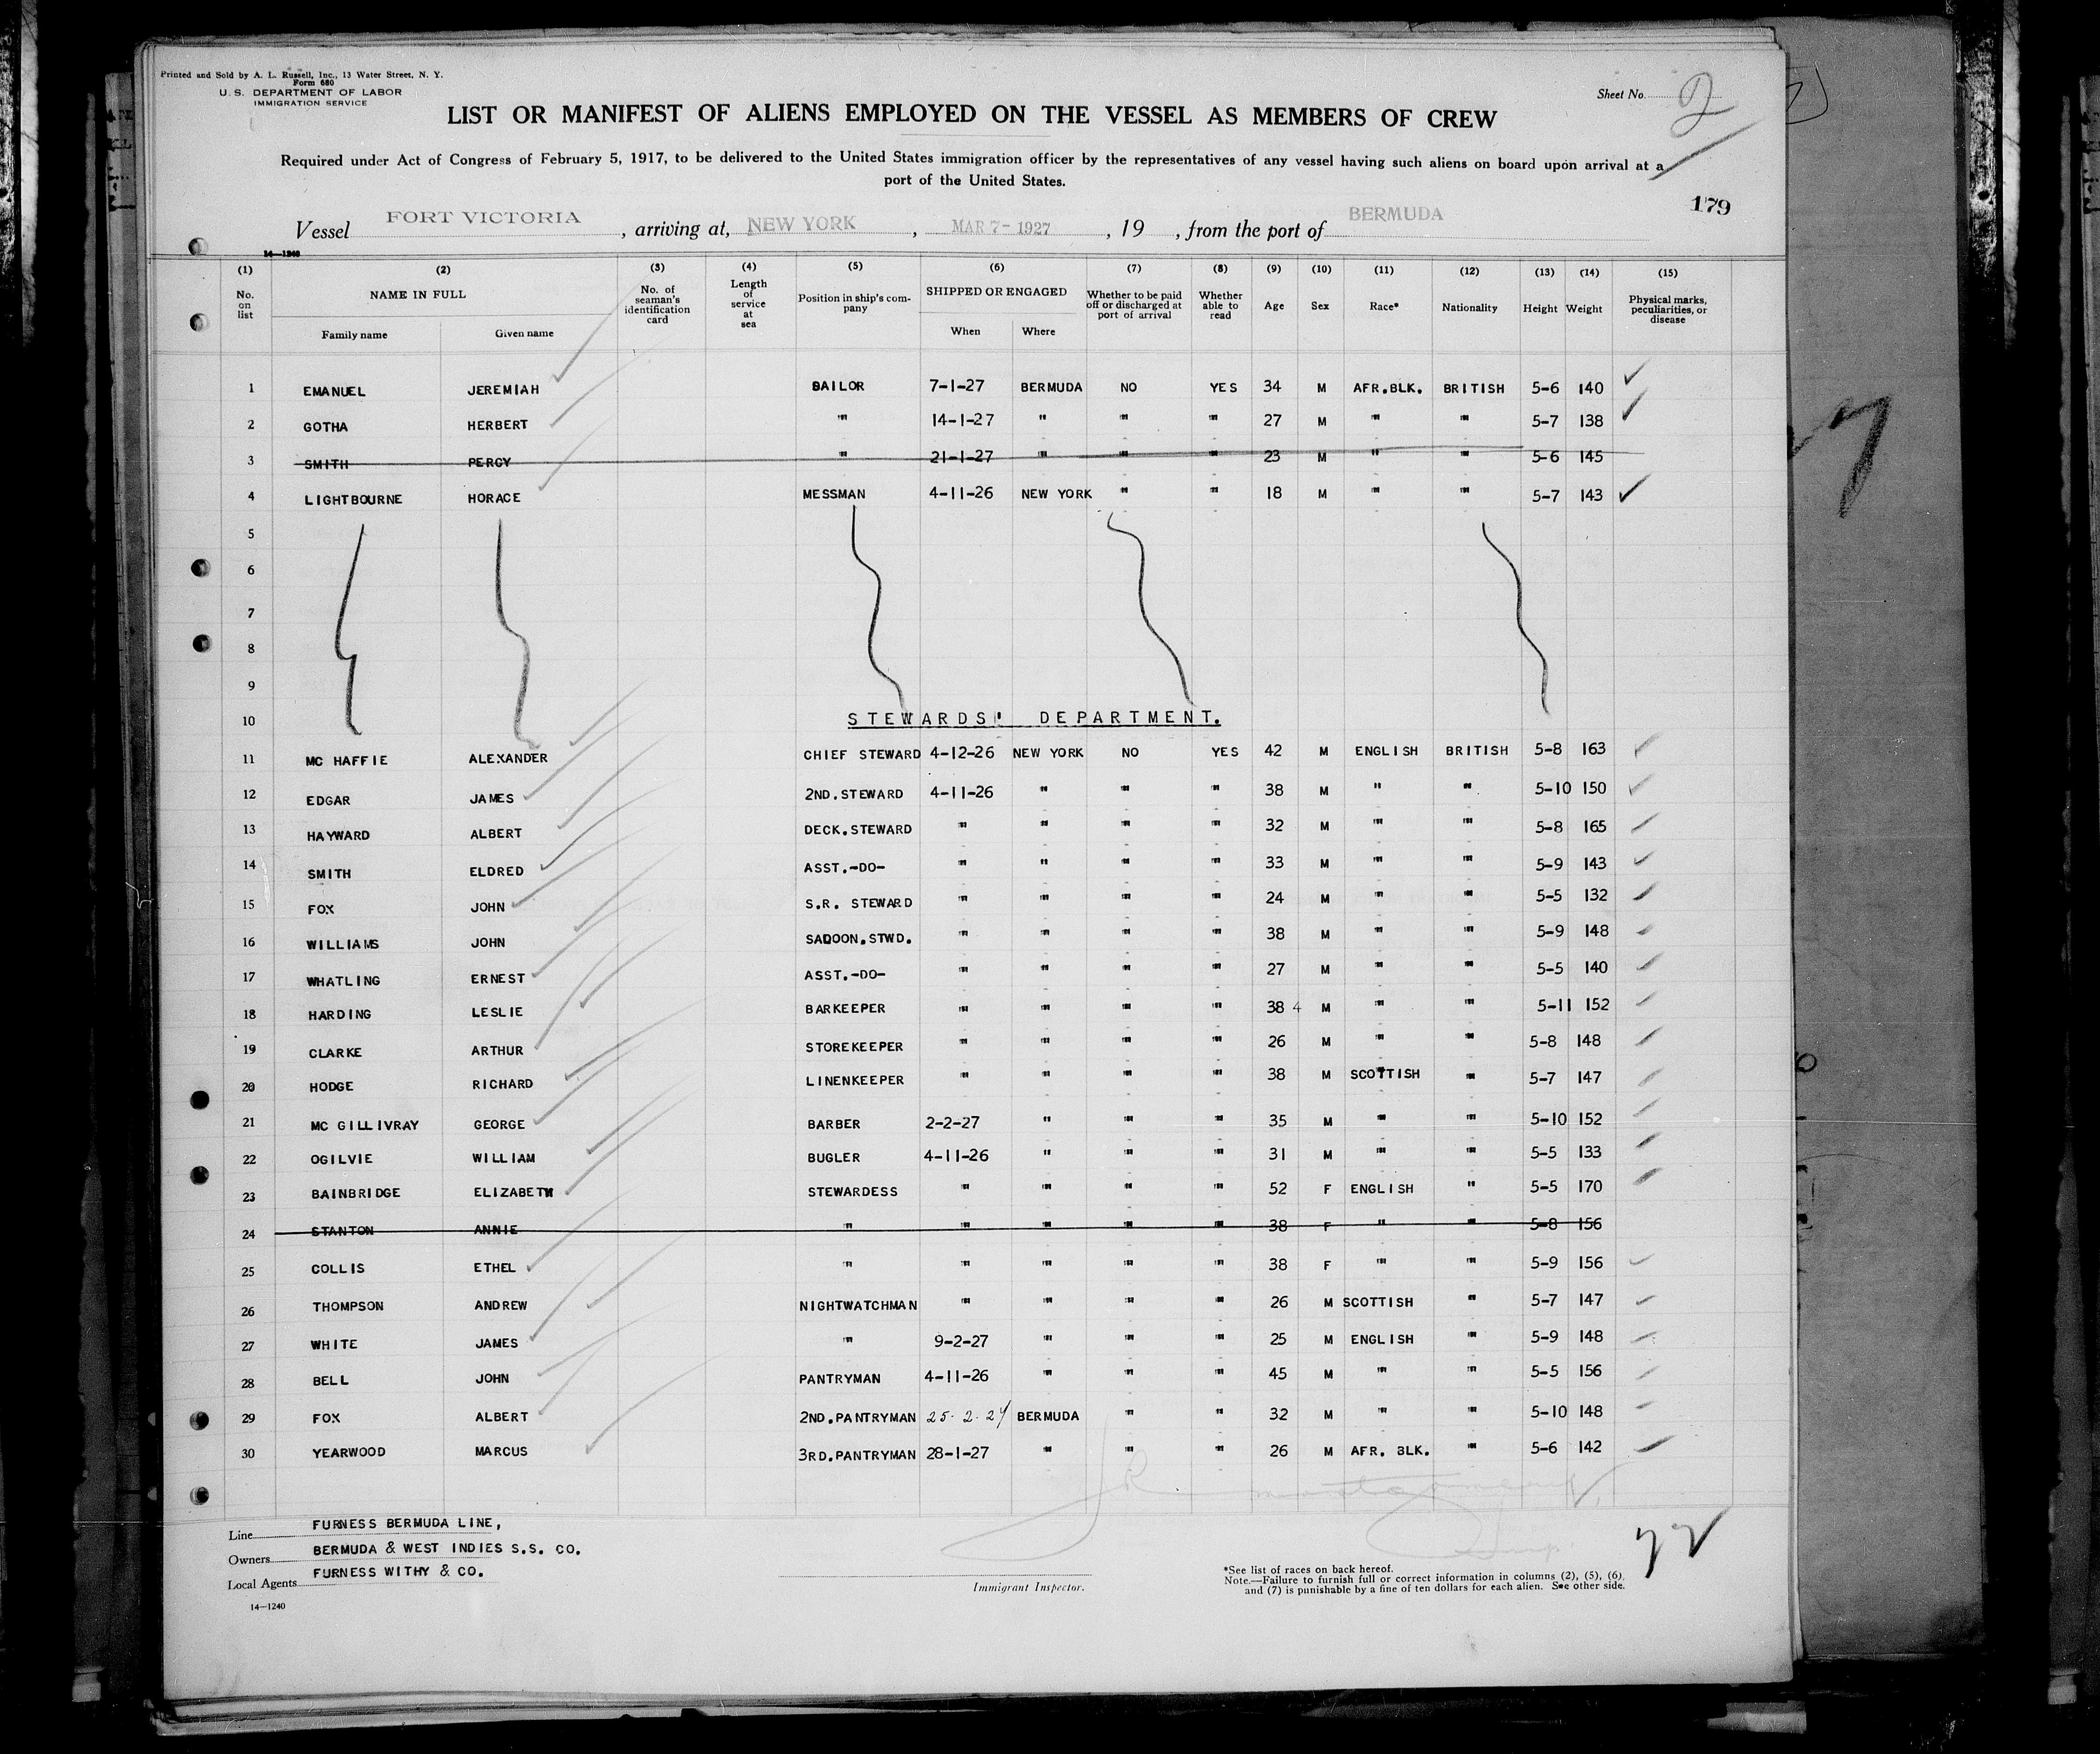 Printed and Sold by A. L. Russell, Inc., 13 Water Street, N. Y.
Form 680
U. S. DEPARTMENT OF LABOR
IMMIGRATION SERVICE
Sheet No. 2
LIST OR MANIFEST OF ALIENS EMPLOYED ON THE VESSEL AS MEMBERS OF CREW
Required under Act of Congress of February 5, 1917, to be delivered to the United States immigration officer by the representatives of any vessel having such aliens on board upon arrival at a
port of the United States.
179
Vessel FORT VICTORIA, arriving at, NEW YORK, MAR 7- 1927, 19 , from the port of BERMUDA
14—1240
(1) (2) (3) (4) (5) (6) (7) (8) (9) (10) (11) (12) (13) (14) (15)
No. on list NAME IN FULL Family name Given name No. of seaman's identification card Length of service at sea Position in ship's company SHIPPED OR ENGAGED When Where Whether to be paid off or discharged at port of arrival Whether able to read Age Sex Race* Nationality Height Weight Physical marks, peculiarities, or disease
1 EMANUEL JEREMIAH SAILOR 7-1-27 BERMUDA NO YES 34 M AFR.BLK. BRITISH 5-6 140
2 GOTHA HERBERT " 14-1-27 " " " 27 M " " 5-7 138
3 SMITH PERCY " 21-1-27 " " " 23 M " " 5-6 145
4 LIGHTBOURNE HORACE MESSMAN 4-11-26 NEW YORK " " 18 M " " 5-7 143
5
6
7
8
9
10 STEWARDS' DEPARTMENT.
11 MC HAFFIE ALEXANDER CHIEF STEWARD 4-12-26 NEW YORK NO YES 42 M ENGLISH BRITISH 5-8 163
12 EDGAR JAMES 2ND.STEWARD 4-11-26 " " " 38 M " " 5-10 150
13 HAYWARD ALBERT DECK.STEWARD " " " " 32 M " " 5-8 165
14 SMITH ELDRED ASST.-DO- " " " " 33 M " " 5-9 143
15 FOX JOHN S.R. STEWARD " " " " 24 M " " 5-5 132
16 WILLIAMS JOHN SADOON.STWD. " " " " 38 M " " 5-9 148
17 WHATLING ERNEST ASST.-DO- " " " " 27 M " " 5-5 140
18 HARDING LESLIE BARKEEPER " " " " 38 4 M " " 5-11 152
19 CLARKE ARTHUR STOREKEEPER " " " " 26 M " " 5-8 148
20 HODGE RICHARD LINENKEEPER " " " " 38 M SCOTTISH " 5-7 147
21 MC GILLIVRAY GEORGE BARBER 2-2-27 " " " 35 M " " 5-10 152
22 OGILVIE WILLIAM BUGLER 4-11-26 " " " 31 M " " 5-5 133
23 BAINBRIDGE ELIZABETH STEWARDESS " " " " 52 F ENGLISH " 5-5 170
24 STANTON ANNIE " " " " " 38 F " " 5-8 156
25 COLLIS ETHEL " " " " " 38 F " " 5-9 156
26 THOMPSON ANDREW NIGHTWATCHMAN " " " " 26 M SCOTTISH " 5-7 147
27 WHITE JAMES " 9-2-27 " " " 25 M ENGLISH " 5-9 148
28 BELL JOHN PANTRYMAN 4-11-26 " " " 45 M " " 5-5 156
29 FOX ALBERT 2ND.PANTRYMAN 25-2-27 BERMUDA " " 32 M " " 5-10 148
30 YEARWOOD MARCUS 3RD.PANTRYMAN 28-1-27 " " " 26 M AFR. BLK. " 5-6 142
Line FURNESS BERMUDA LINE,
Owners BERMUDA & WEST INDIES S.S. CO.
Local Agents FURNESS WITHY & CO.
14—1240
Immigrant Inspector.
*See list of races on back hereof.
Note.—Failure to furnish full or correct information in columns (2), (5), (6), and (7) is punishable by a fine of ten dollars for each alien. See other side.